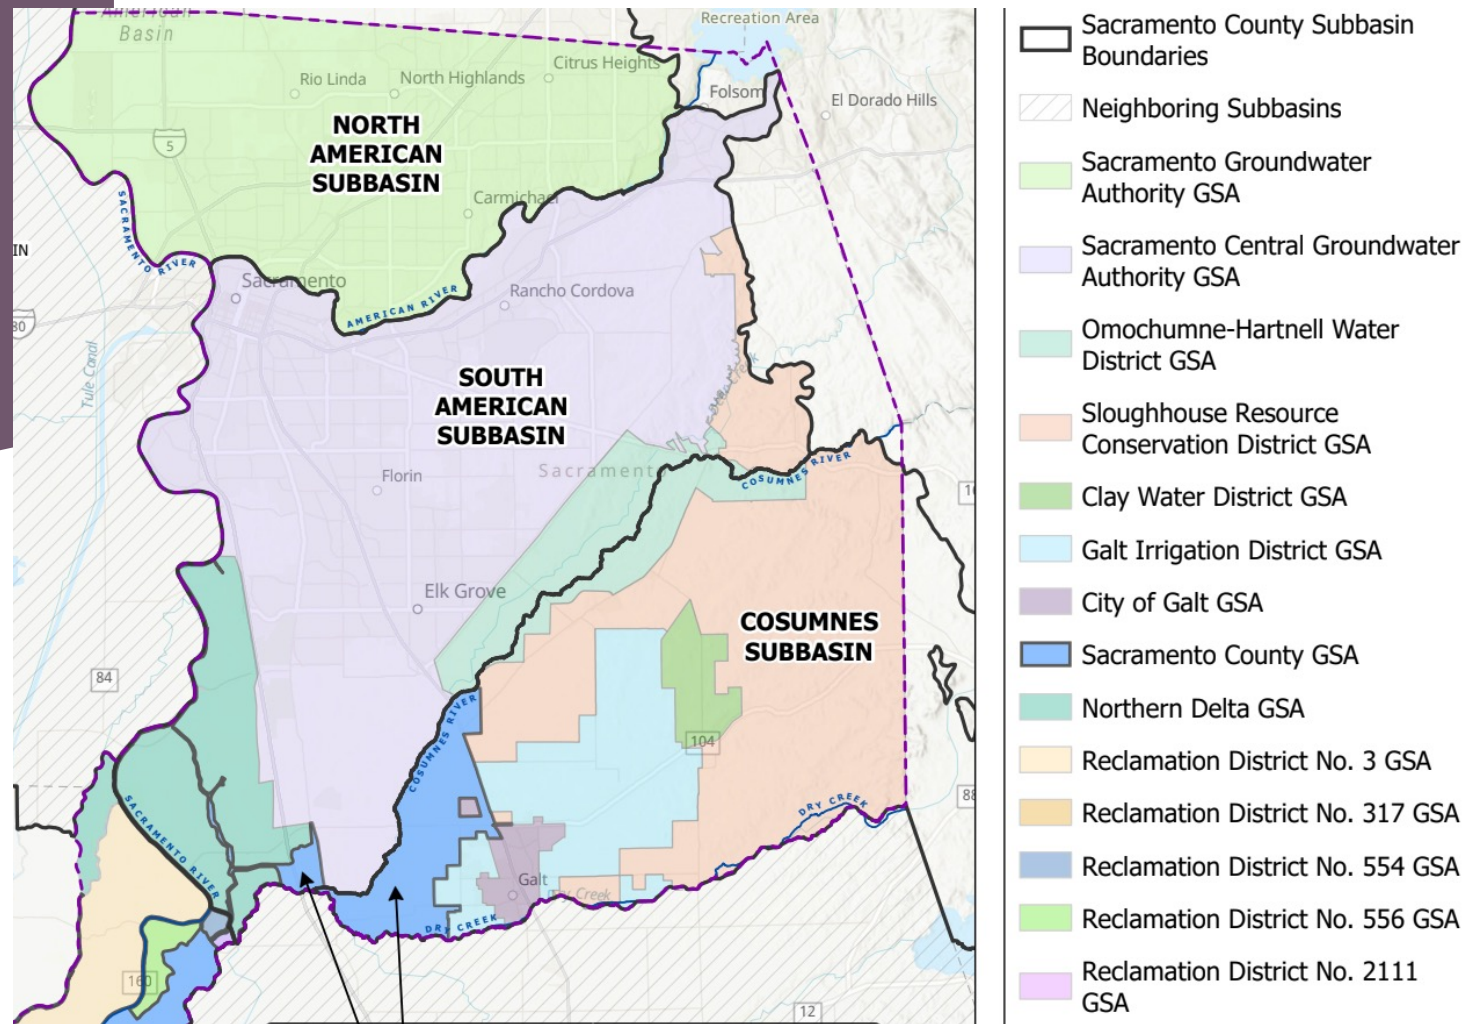 American
Basin
Recreation Area
Rio Linda
North Highlands
Citrus Heights
Folsom
El Dorado Hills
NORTH
AMERICAN
SUBBASIN
5
Carmichael
SACRAMENTO RIVER
IN
Sacramento
AMERICAN RIVER
Rancho Cordova
80
Tule Canal
SOUTH
AMERICAN
SUBBASIN
Deer Creek
Florin
Sacramento
COSUMNES RIVER
Elk Grove
COSUMNES
SUBBASIN
84
COSUMNES RIVER
104
88
SACRAMENTO RIVER
DRY CREEK
Galt
Dry Creek
DRY CREEK
160
12
Sacramento County Subbasin
Boundaries
Neighboring Subbasins
Sacramento Groundwater
Authority GSA
Sacramento Central Groundwater
Authority GSA
Omochumne-Hartnell Water
District GSA
Sloughhouse Resource
Conservation District GSA
Clay Water District GSA
Galt Irrigation District GSA
City of Galt GSA
Sacramento County GSA
Northern Delta GSA
Reclamation District No. 3 GSA
Reclamation District No. 317 GSA
Reclamation District No. 554 GSA
Reclamation District No. 556 GSA
Reclamation District No. 2111
GSA